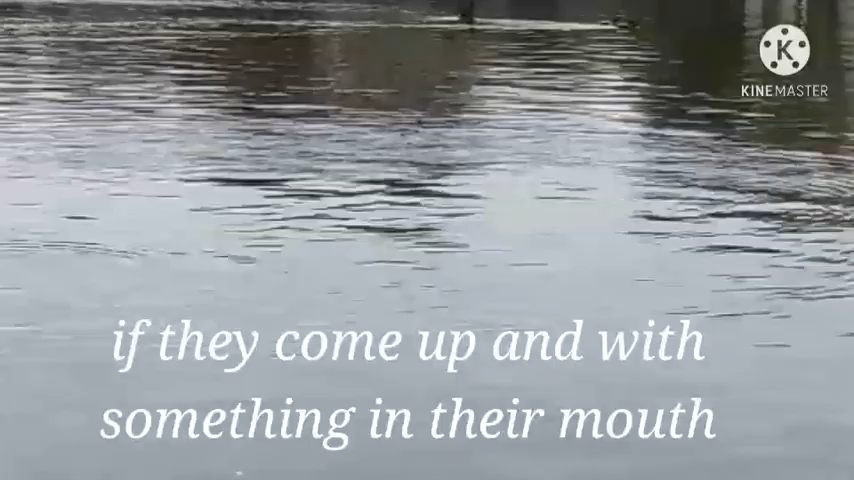 K
KINEMASTER
if they come up and with
something in their mouth